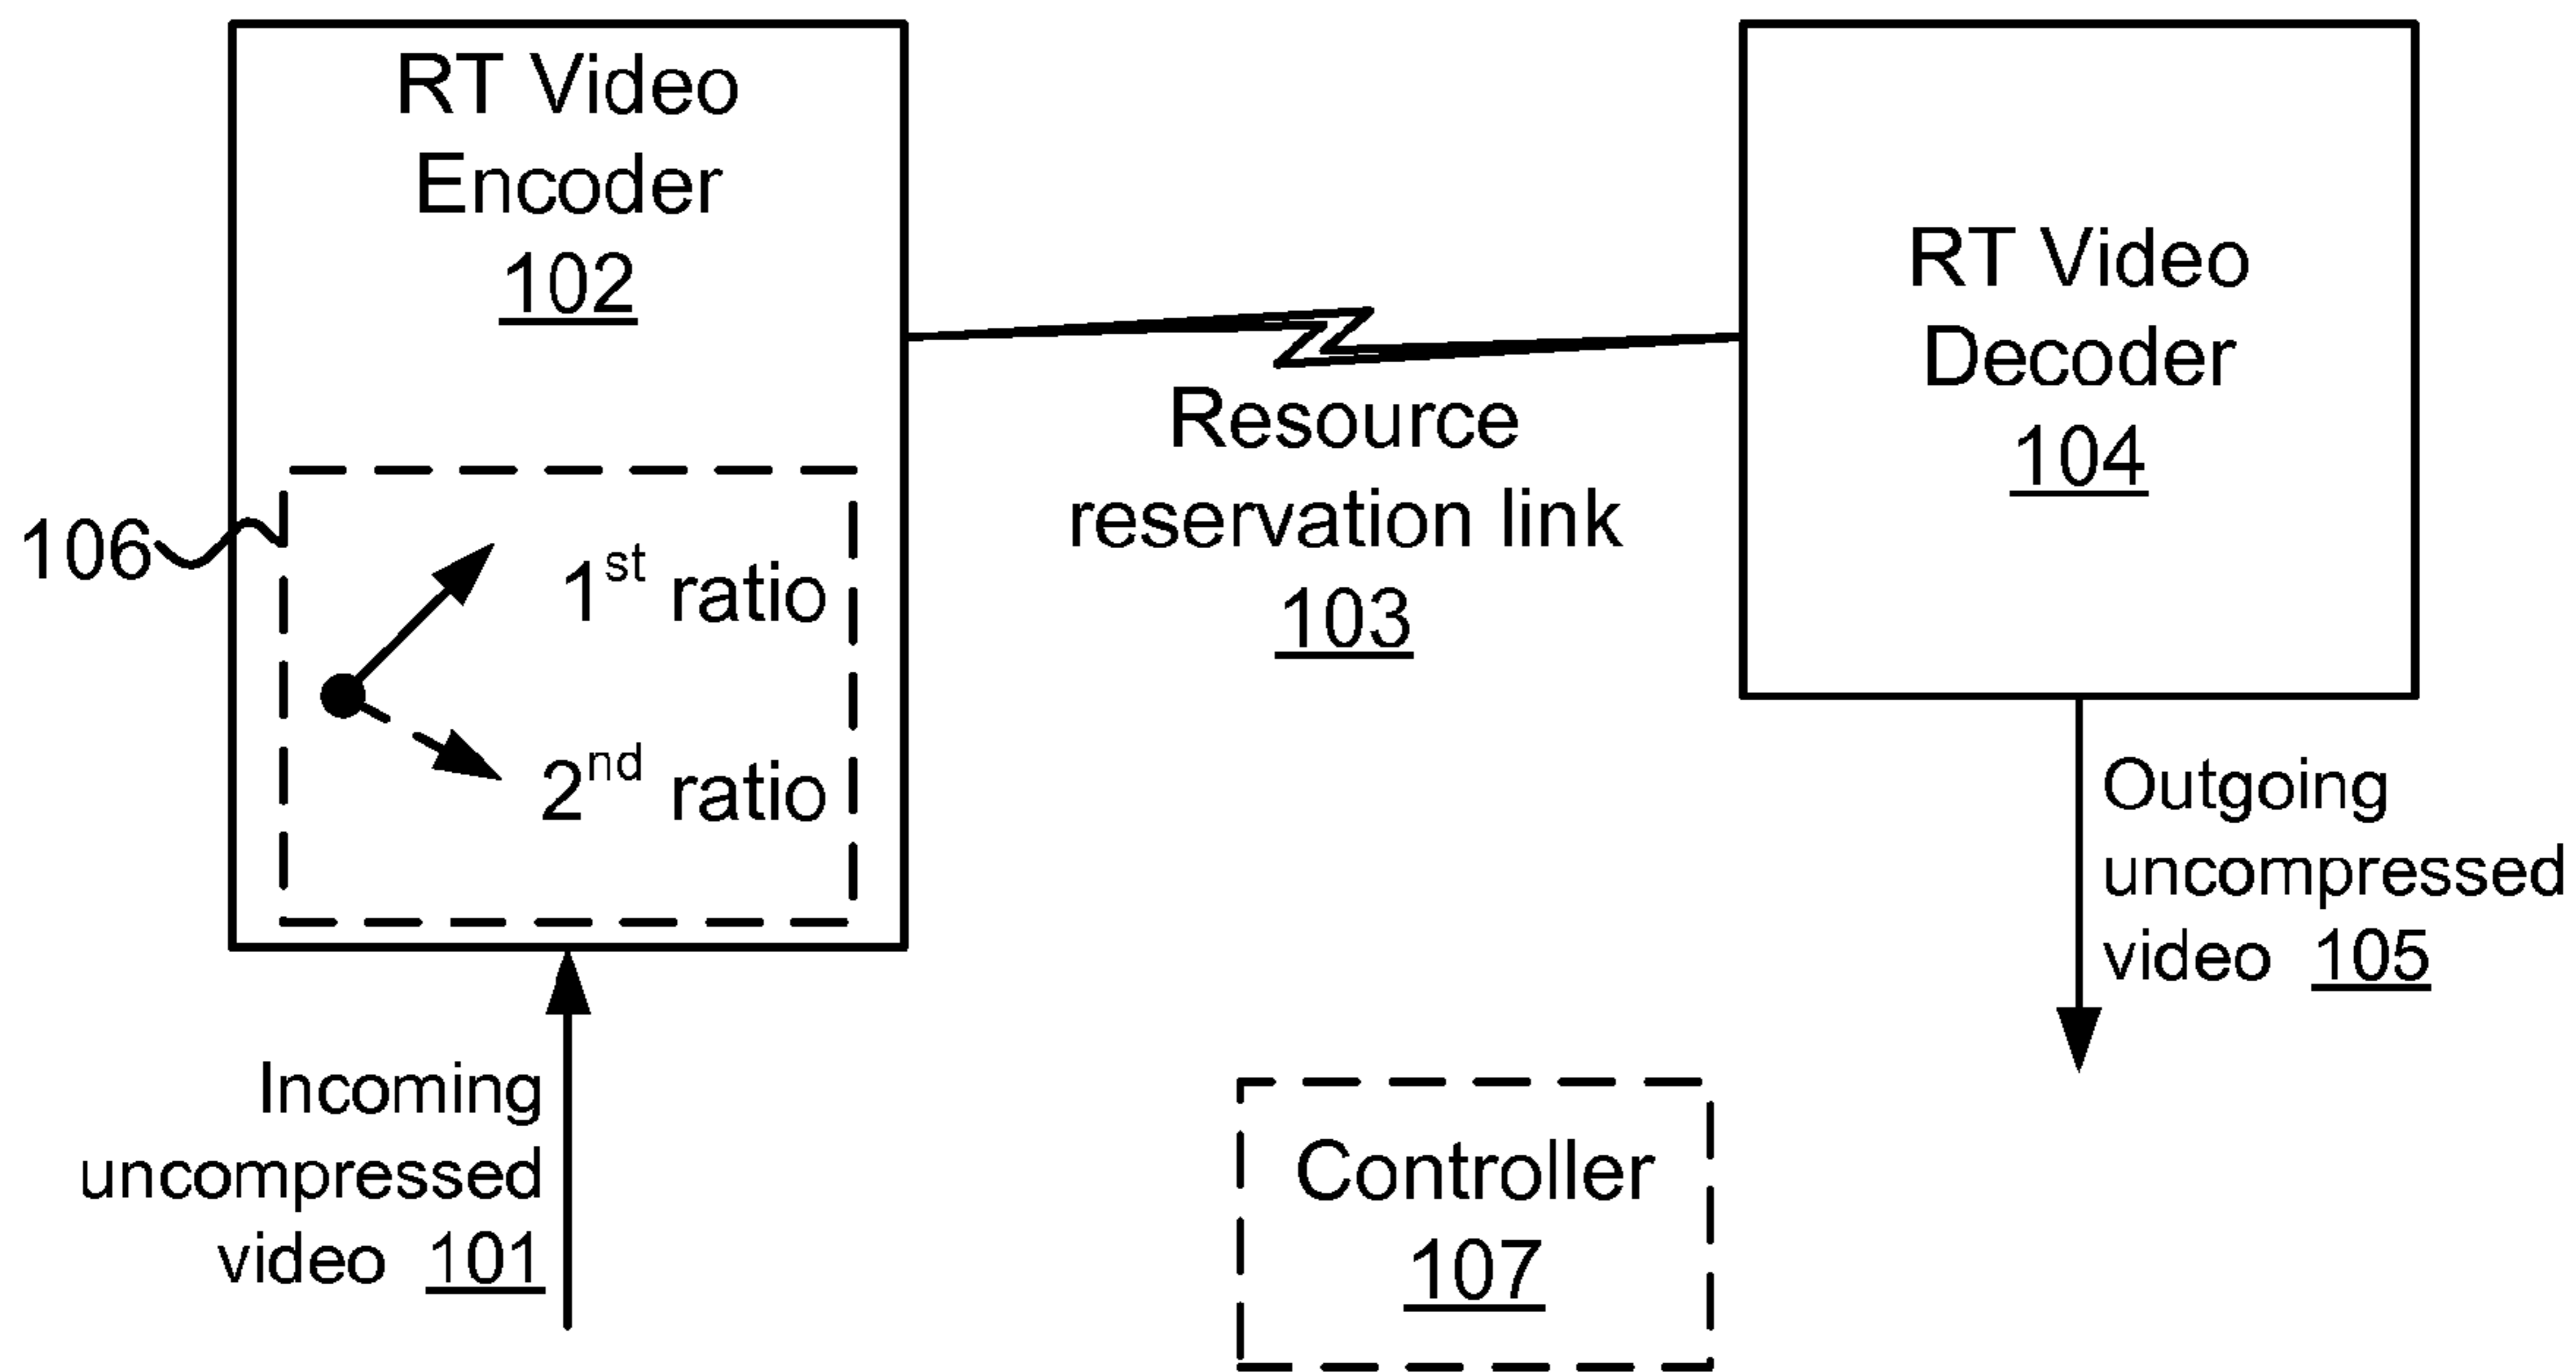 RT Video
Encoder
102
106
1st ratio
2nd ratio
Incoming
uncompressed
video 101
Resource
reservation link
103
RT Video
Decoder
104
Outgoing
uncompressed
video 105
Controller
107